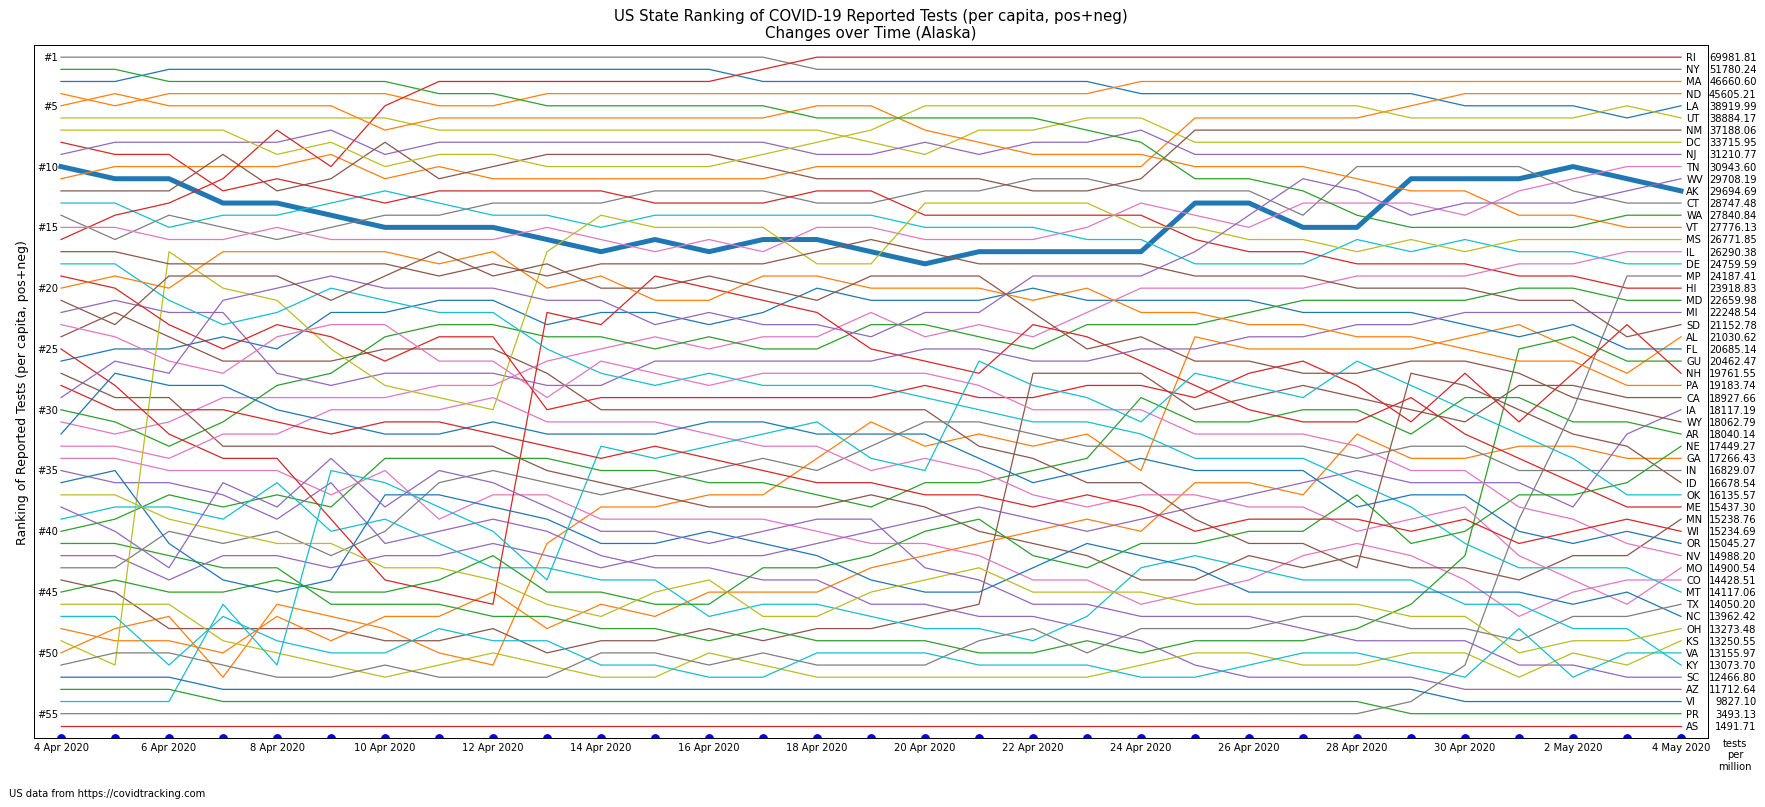 US State Ranking of COVID-19 Reported Tests (per capita, pos+neg)
Changes over Time (Alaska)
Ranking of Reported Tests (per capita, pos+neg)
#1
#5
#10
#15
#20
#25
#30
#35
#40
#45
#50
#55
RI 69981.81
NY 51780.24
MA 46660.60
ND 45605.21
LA 38919.99
UT 38884.17
NM 37188.06
DC 33715.95
NJ 31210.77
TN 30943.60
WV 29708.19
AK 29694.69
CT 28747.48
WA 27840.84
VT 27776.13
MS 26771.85
IL 26290.38
DE 24759.59
MP 24187.41
HI 23918.83
MD 22659.98
MI 22248.54
SD 21152.78
AL 21030.62
FL 20685.14
GU 20462.47
NH 19761.55
PA 19183.74
CA 18927.66
IA 18117.19
WY 18062.79
AR 18040.14
NE 17449.27
GA 17266.43
IN 16829.07
ID 16678.54
OK 16135.57
ME 15437.30
MN 15238.76
WI 15234.69
OR 15045.27
NV 14988.20
MO 14900.54
CO 14428.51
MT 14117.06
TX 14050.20
NC 13962.42
OH 13273.48
KS 13250.55
VA 13155.97
KY 13073.70
SC 12466.80
AZ 11712.64
VI 9827.10
PR 3493.13
AS 1491.71
4 Apr 2020 6 Apr 2020 8 Apr 2020 10 Apr 2020 12 Apr 2020 14 Apr 2020 16 Apr 2020 18 Apr 2020 20 Apr 2020 22 Apr 2020 24 Apr 2020 26 Apr 2020 28 Apr 2020 30 Apr 2020 2 May 2020 4 May 2020
tests
per
million
US data from https://covidtracking.com